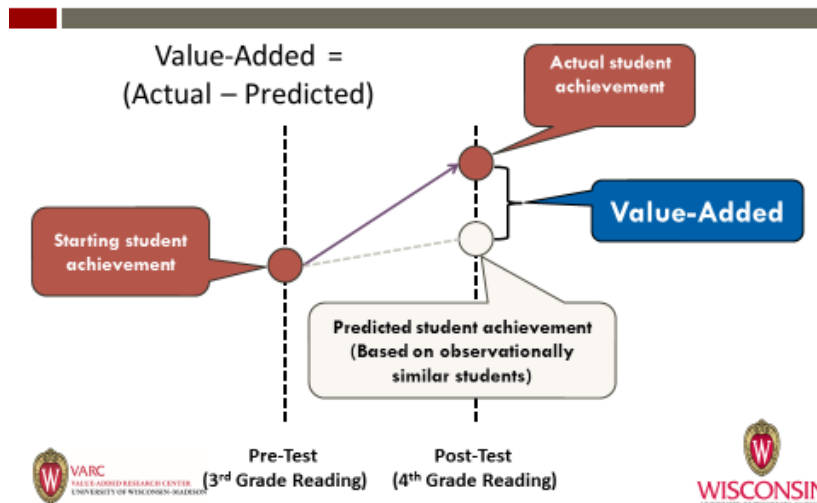 Value-Added =
(Actual – Predicted)
Actual student
achievement
Value-Added
Starting student
achievement
Predicted student achievement
(Based on observationally
similar students)
Pre-Test
(3rd Grade Reading)
Post-Test
(4th Grade Reading)
VARC
VALUE-ADDED RESEARCH CENTER
UNIVERSITY OF WISCONSIN-MADISON
WISCONSIN